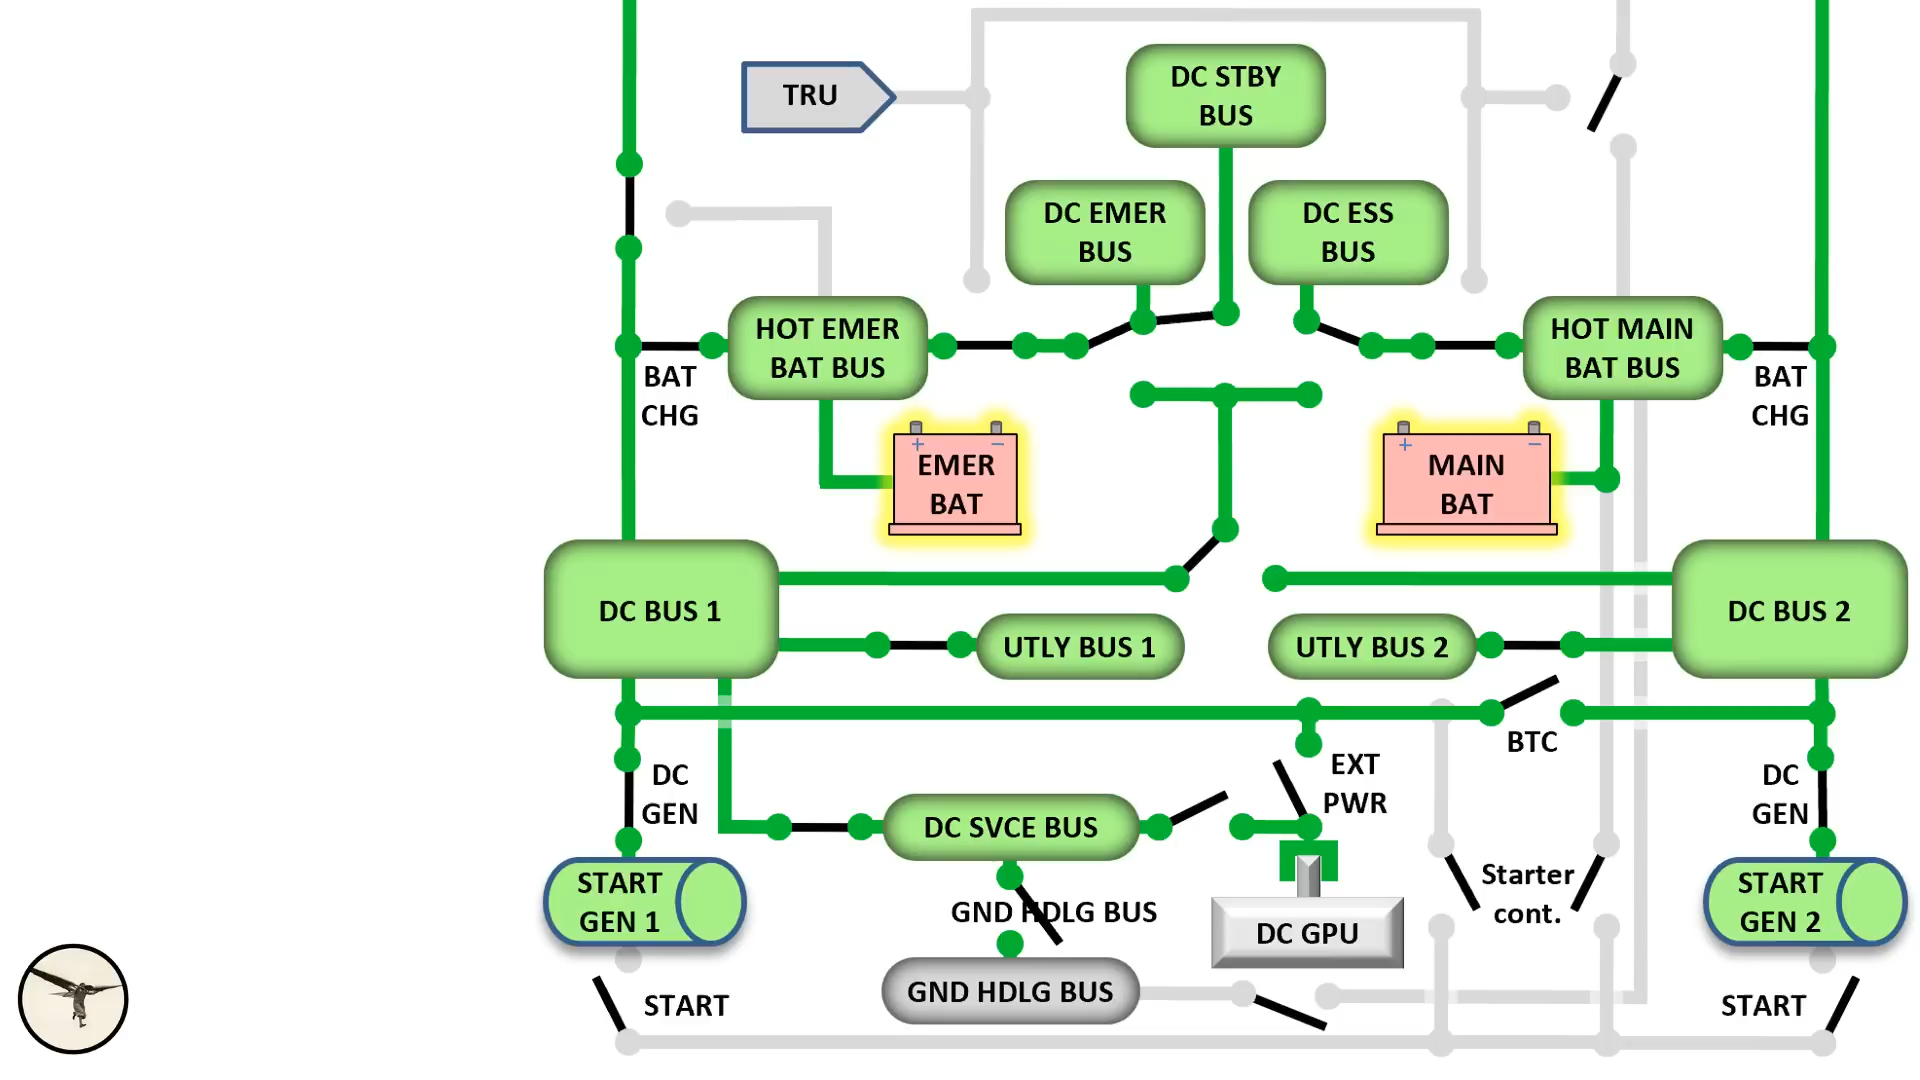 TRU
DC STBY
BUS
DC EMER
BUS
DC ESS
BUS
HOT EMER
BAT BUS
HOT MAIN
BAT BUS
BAT
CHG
BAT
CHG
+ −
EMER
BAT
+ −
MAIN
BAT
DC BUS 1
DC BUS 2
UTLY BUS 1
UTLY BUS 2
BTC
EXT
PWR
DC
GEN
DC
GEN
DC SVCE BUS
START
GEN 1
GND HDLG BUS
DC GPU
Starter
cont.
START
GEN 2
GND HDLG BUS
START
START